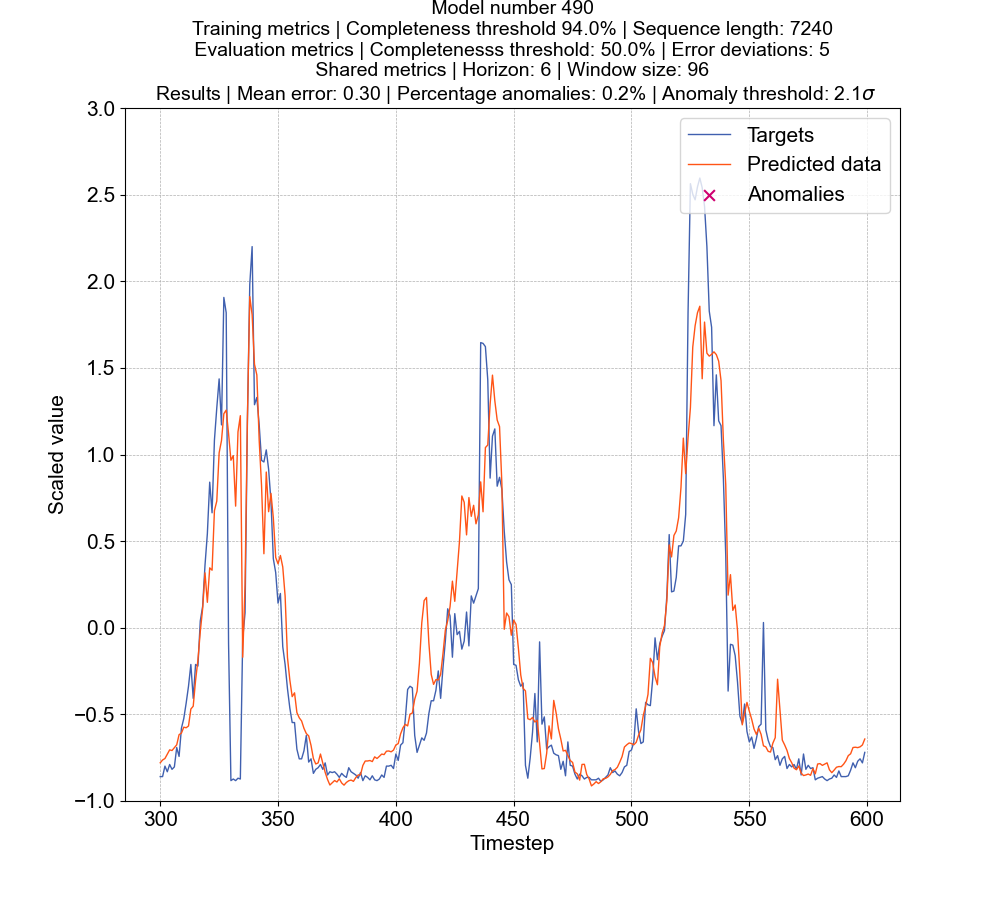 Model number 490
Training metrics | Completeness threshold 94.0% | Sequence length: 7240
Evaluation metrics | Completenesss threshold: 50.0% | Error deviations: 5
Shared metrics | Horizon: 6 | Window size: 96
Results | Mean error: 0.30 | Percentage anomalies: 0.2% | Anomaly threshold: 2.1σ
3.0
2.5
2.0
1.5
1.0
0.5
0.0
−0.5
−1.0
Scaled value
Targets
Predicted data
Anomalies
300
350
400
450
500
550
600
Timestep